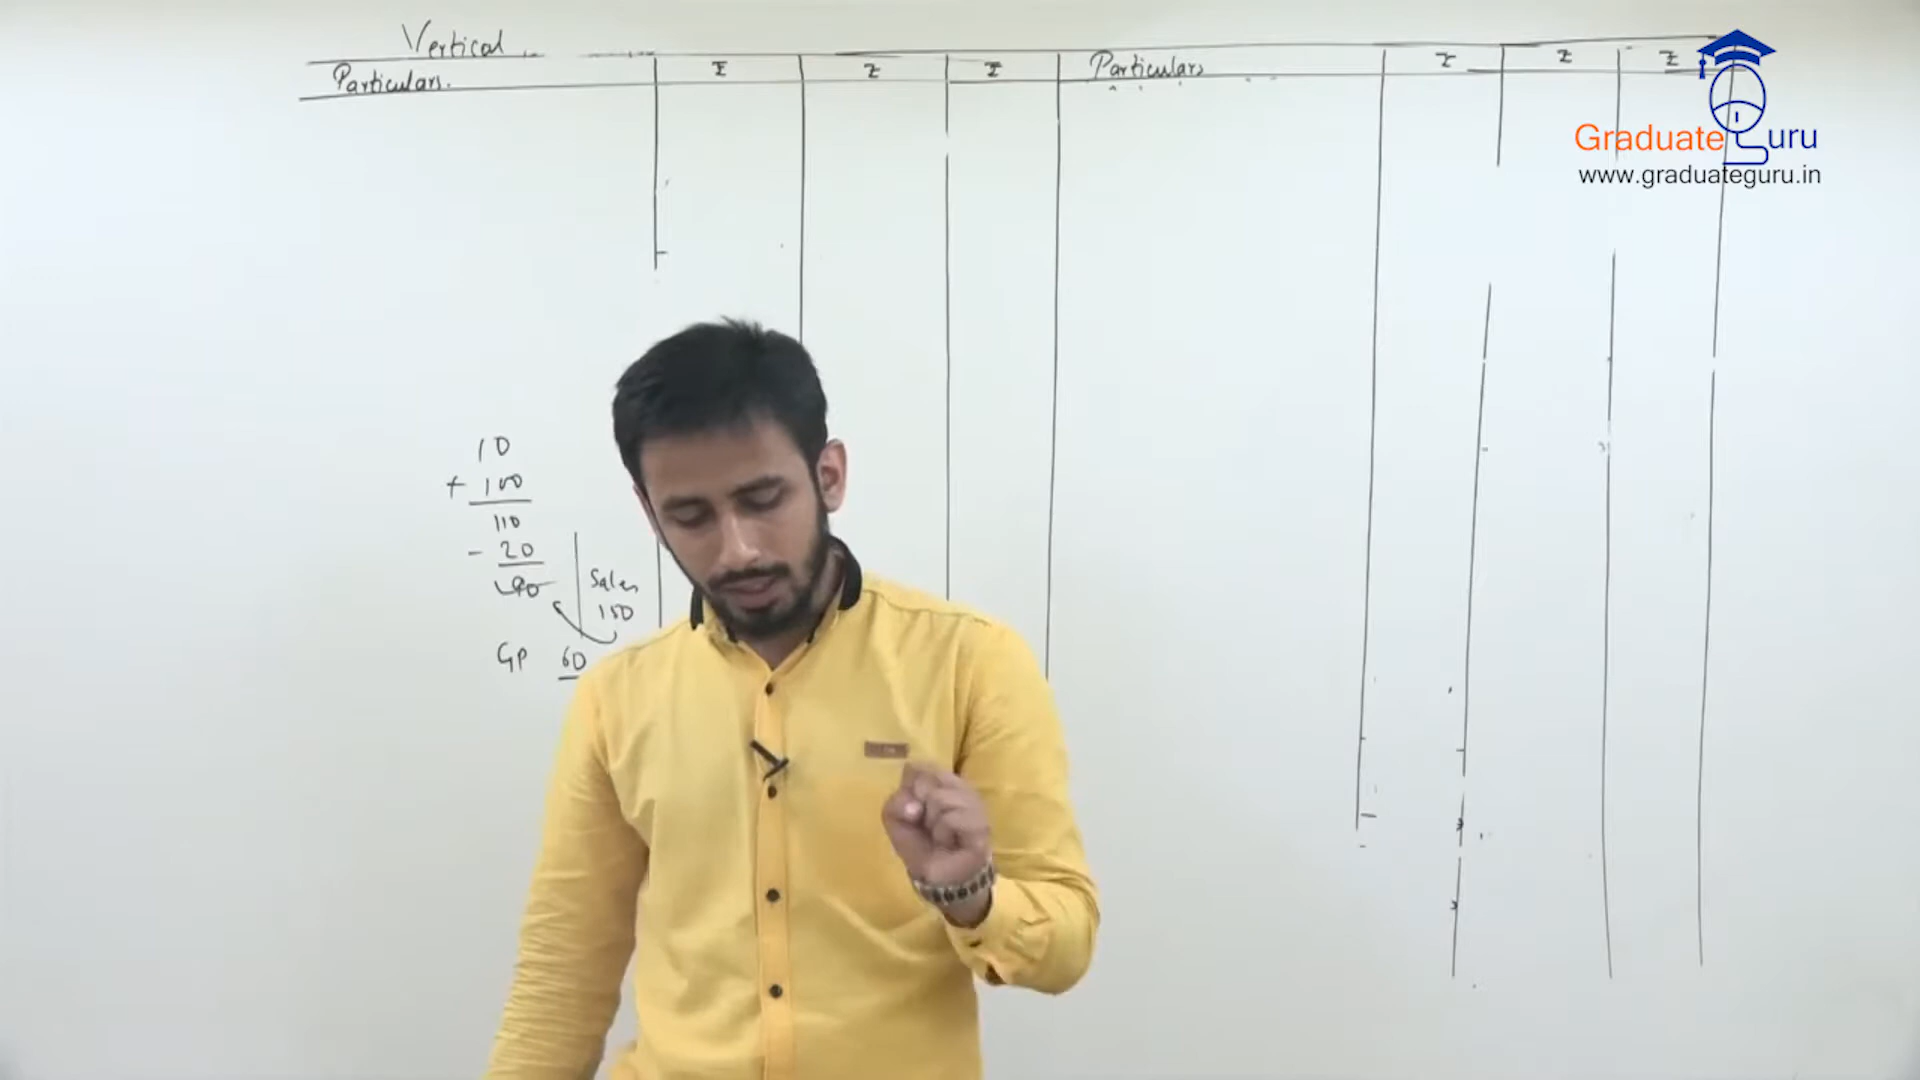 Vertical
Particulars. ₹ ₹ ₹ Particulars ₹ ₹ ₹
Graduate Guru
www.graduateguru.in
10
+ 100
110
- 20
90
Sales
150
GP 60